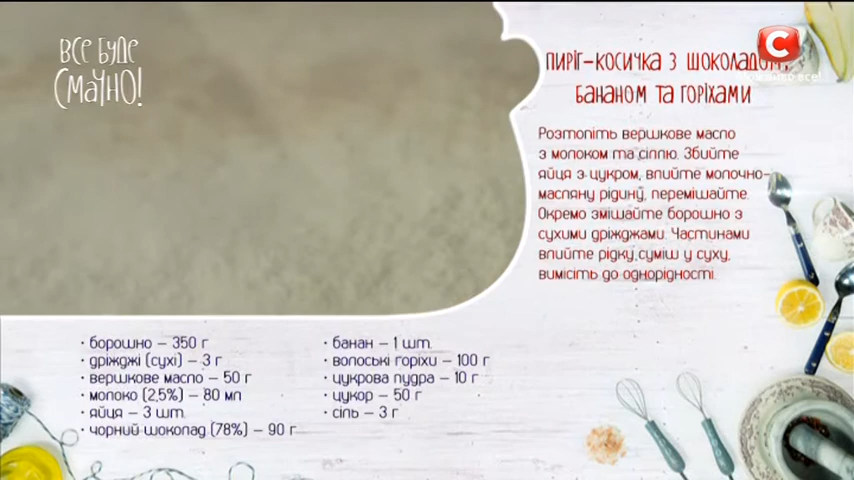 ВСЕ БУДЕ
СМАЧНО!
ПИРІГ-КОСИЧКА З ШОКОЛАДОМ,
БАНАНОМ ТА ГОРІХАМИ
Розтопіть вершкове масло
з молоком та сіллю. Збийте
яйця з цукром, влийте молочно-
масляну рідину, перемішайте.
Окремо змішайте борошно з
сухими дріжджами. Частинами
влийте рідку суміш у суху,
вимісіть до однорідності.
• борошно – 350 г
• дріжджі (сухі) – 3 г
• вершкове масло – 50 г
• молоко (2,5%) – 80 мл
• яйця – 3 шт.
• чорний шоколад (78%) – 90 г
• банан – 1 шт.
• волоські горіхи – 100 г
• цукрова пудра – 10 г
• цукор – 50 г
• сіль – 3 г